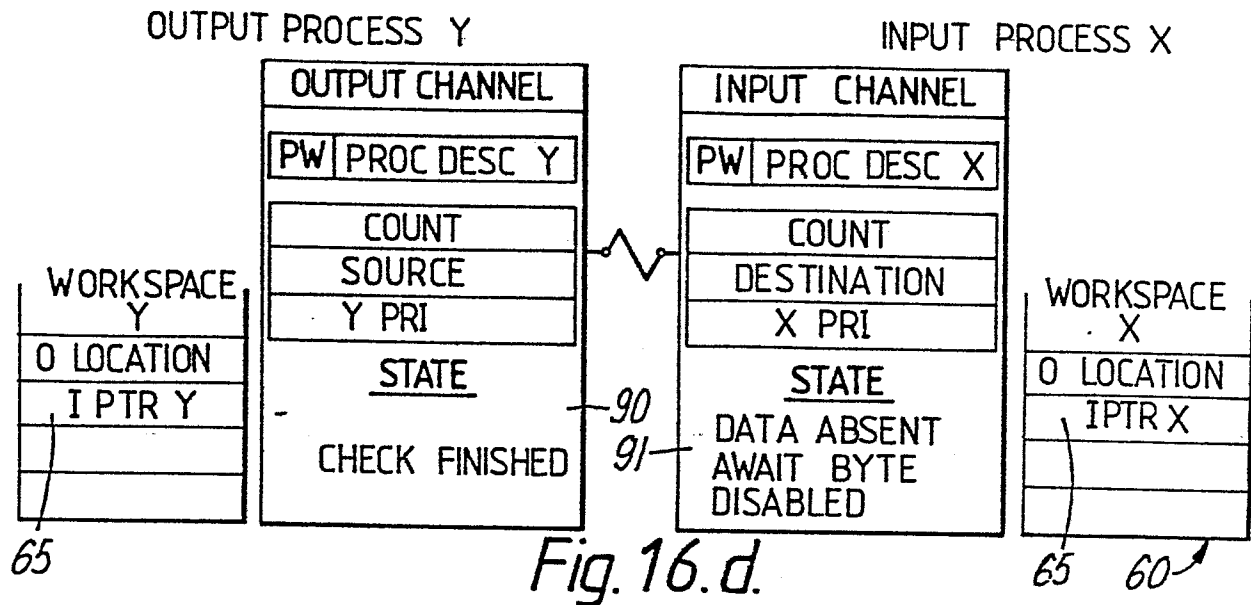 OUTPUT PROCESS Y
INPUT PROCESS X
OUTPUT CHANNEL
PW PROC DESC Y
COUNT
SOURCE
Y PRI
STATE
CHECK FINISHED
90
INPUT CHANNEL
PW PROC DESC X
COUNT
DESTINATION
X PRI
STATE
DATA ABSENT
AWAIT BYTE
DISABLED
91
WORKSPACE
Y
O LOCATION
I PTR Y
65
WORKSPACE
X
O LOCATION
IPTR X
65
60
Fig. 16.d.